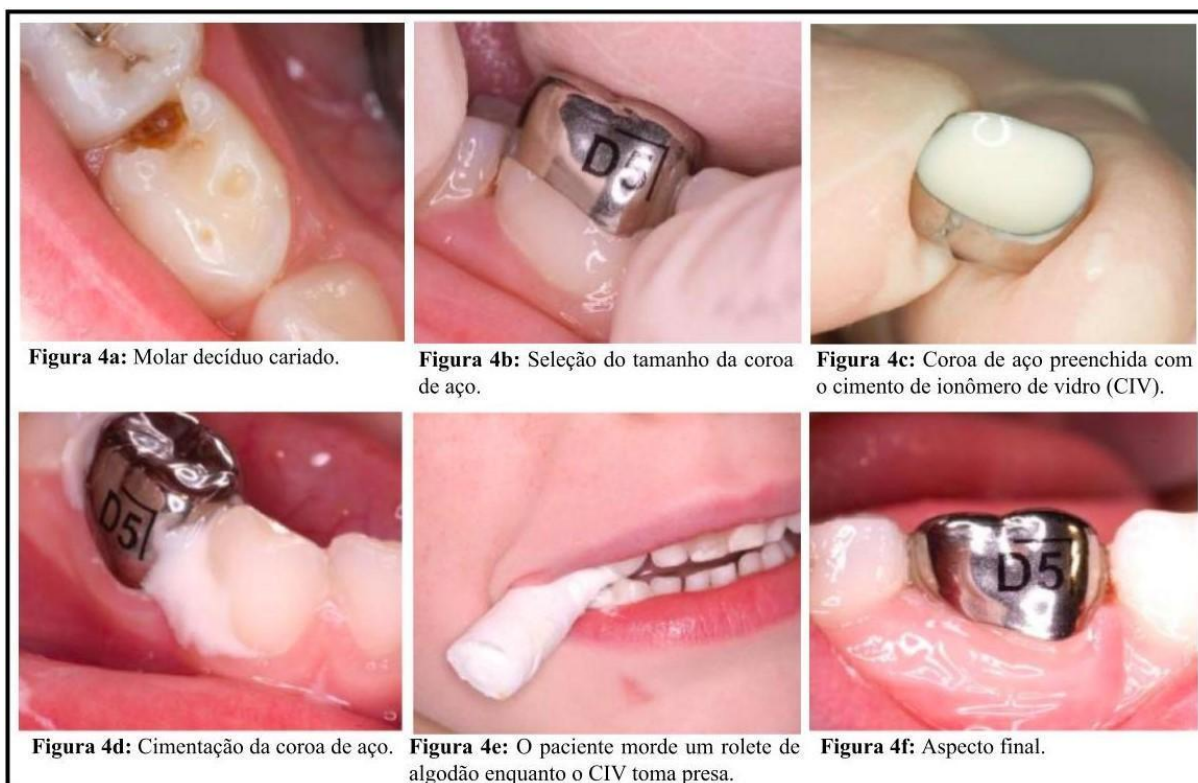 D5
D5
D5
Figura 4a: Molar decíduo cariado.
Figura 4b: Seleção do tamanho da coroa
de aço.
Figura 4c: Coroa de aço preenchida com
o cimento de ionômero de vidro (CIV).
Figura 4d: Cimentação da coroa de aço.
Figura 4e: O paciente morde um rolete de
algodão enquanto o CIV toma presa.
Figura 4f: Aspecto final.